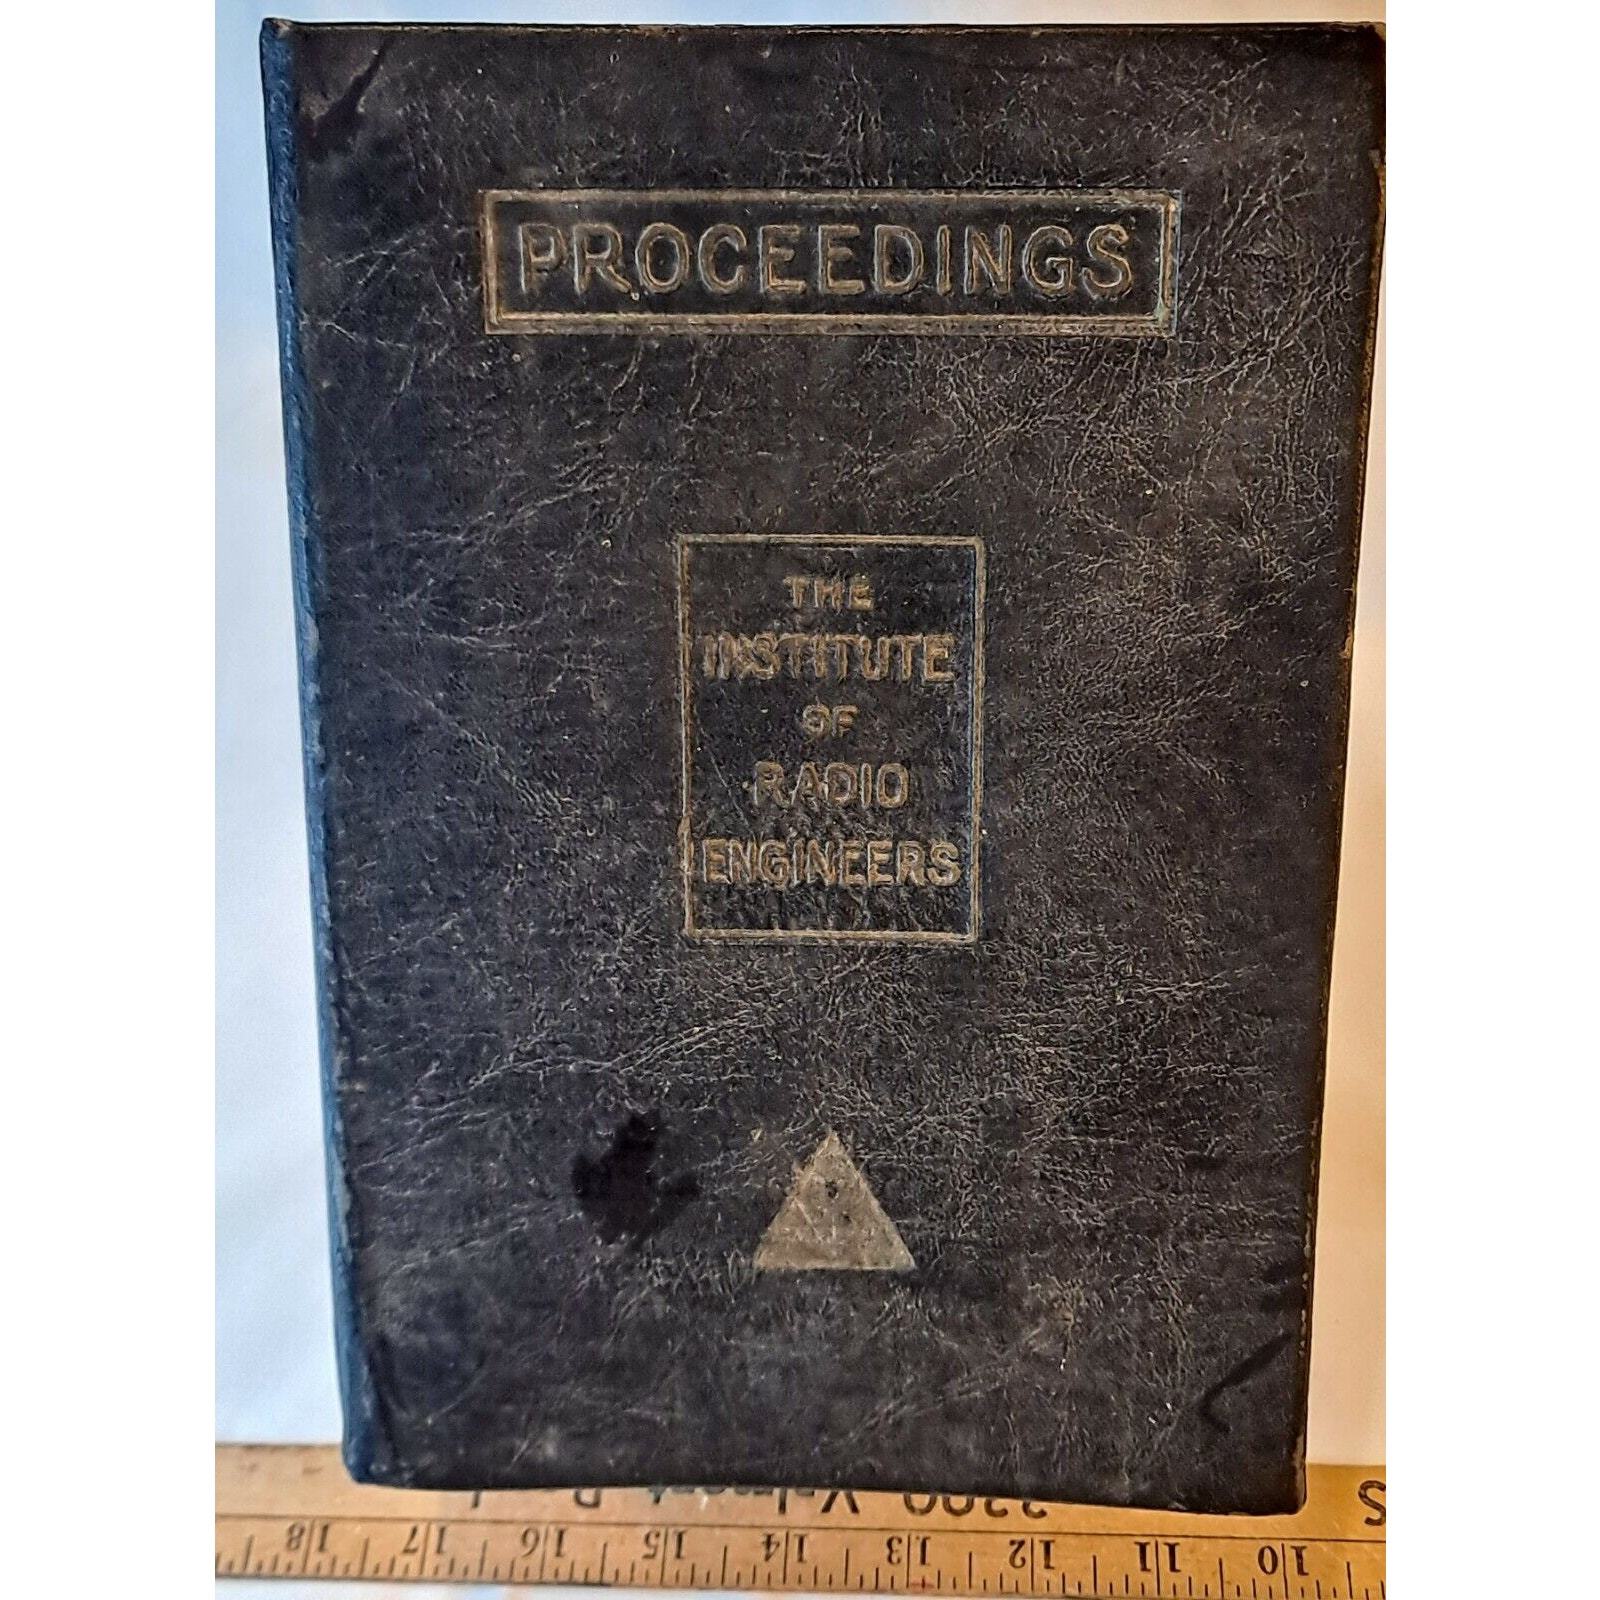 PROCEEDINGS
THE
INSTITUTE
OF
RADIO
ENGINEERS
18 17 16 15 14 13 12 11 10